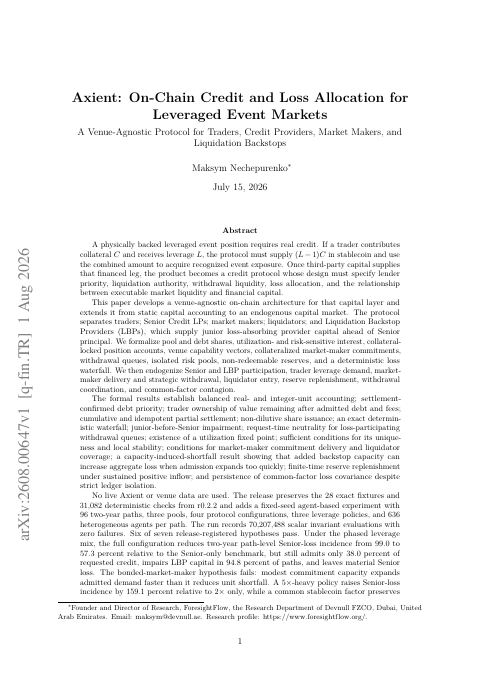 Axient: On-Chain Credit and Loss Allocation for
Leveraged Event Markets
A Venue-Agnostic Protocol for Traders, Credit Providers, Market Makers, and
Liquidation Backstops
Maksym Nechepurenko*
July 15, 2026
Abstract
A physically backed leveraged event position requires real credit. If a trader contributes
collateral C and receives leverage L, the protocol must supply (L − 1)C in stablecoin and use
the combined amount to acquire recognized event exposure. Once third-party capital supplies
that financed leg, the product becomes a credit protocol whose design must specify lender
priority, liquidation authority, withdrawal liquidity, loss allocation, and the relationship
between executable market liquidity and financial capital.
This paper develops a venue-agnostic on-chain architecture for that capital layer and
extends it from static capital accounting to an endogenous capital market. The protocol
separates traders; Senior Credit LPs; market makers; liquidators; and Liquidation Backstop
Providers (LBPs), which supply junior loss-absorbing provider capital ahead of Senior
principal. We formalize pool and debt shares, utilization- and risk-sensitive interest, collateral-
locked position accounts, venue capability vectors, collateralized market-maker commitments,
withdrawal queues, isolated risk pools, non-redeemable reserves, and a deterministic loss
waterfall. We then endogenize Senior and LBP participation, trader leverage demand, market-
maker delivery and strategic withdrawal, liquidator entry, reserve replenishment, withdrawal
coordination, and common-factor contagion.
The formal results establish balanced real- and integer-unit accounting; settlement-
confirmed debt priority; trader ownership of value remaining after admitted debt and fees;
cumulative and idempotent partial settlement; non-dilutive share issuance; an exact determin-
istic waterfall; junior-before-Senior impairment; request-time neutrality for loss-participating
withdrawal queues; existence of a utilization fixed point; sufficient conditions for its unique-
ness and local stability; conditions for market-maker commitment delivery and liquidator
coverage; a capacity-induced-shortfall result showing that added backstop capacity can
increase aggregate loss when admission expands too quickly; finite-time reserve replenishment
under sustained positive inflow; and persistence of common-factor loss covariance despite
strict ledger isolation.
No live Axient or venue data are used. The release preserves the 28 exact fixtures and
31,082 deterministic checks from r0.2.2 and adds a fixed-seed agent-based experiment with
96 two-year paths, three pools, four protocol configurations, three leverage policies, and 636
heterogeneous agents per path. The run records 70,207,488 scalar invariant evaluations with
zero failures. Six of seven release-registered hypotheses pass. Under the phased leverage
mix, the full configuration reduces two-year path-level Senior-loss incidence from 99.0 to
57.3 percent relative to the Senior-only benchmark, but still admits only 38.0 percent of
requested credit, impairs LBP capital in 94.8 percent of paths, and leaves material Senior
loss. The bonded-market-maker hypothesis fails: modest commitment capacity expands
admitted demand faster than it reduces unit shortfall. A 5×-heavy policy raises Senior-loss
incidence by 159.1 percent relative to 2× only, while a common stablecoin factor preserves
*Founder and Director of Research, ForesightFlow, the Research Department of Devnull FZCO, Dubai, United
Arab Emirates. Email: maksym@devnull.ae. Research profile: https://www.foresightflow.org/.
1
arXiv:2608.00647v1 [q-fin.TR] 1 Aug 2026